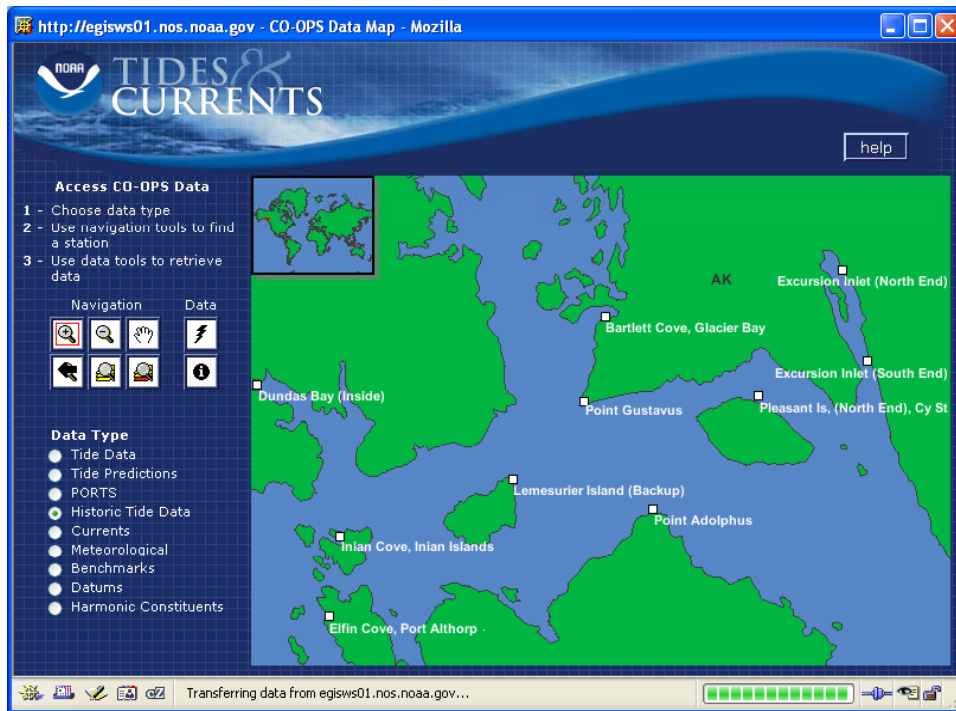 http://egisws01.nos.noaa.gov - CO-OPS Data Map - Mozilla
NOAA
TIDES &
CURRENTS
help
Access CO-OPS Data
1 - Choose data type
2 - Use navigation tools to find
a station
3 - Use data tools to retrieve
data
Navigation Data
Data Type
Tide Data
Tide Predictions
PORTS
Historic Tide Data
Currents
Meteorological
Benchmarks
Datums
Harmonic Constituents
AK
Excursion Inlet (North End)
Bartlett Cove, Glacier Bay
Excursion Inlet (South End)
Dundas Bay (Inside)
Point Gustavus
Pleasant Is, (North End), Cy St
Lemesurier Island (Backup)
Point Adolphus
Inian Cove, Inian Islands
Elfin Cove, Port Althorp
Transferring data from egisws01.nos.noaa.gov...